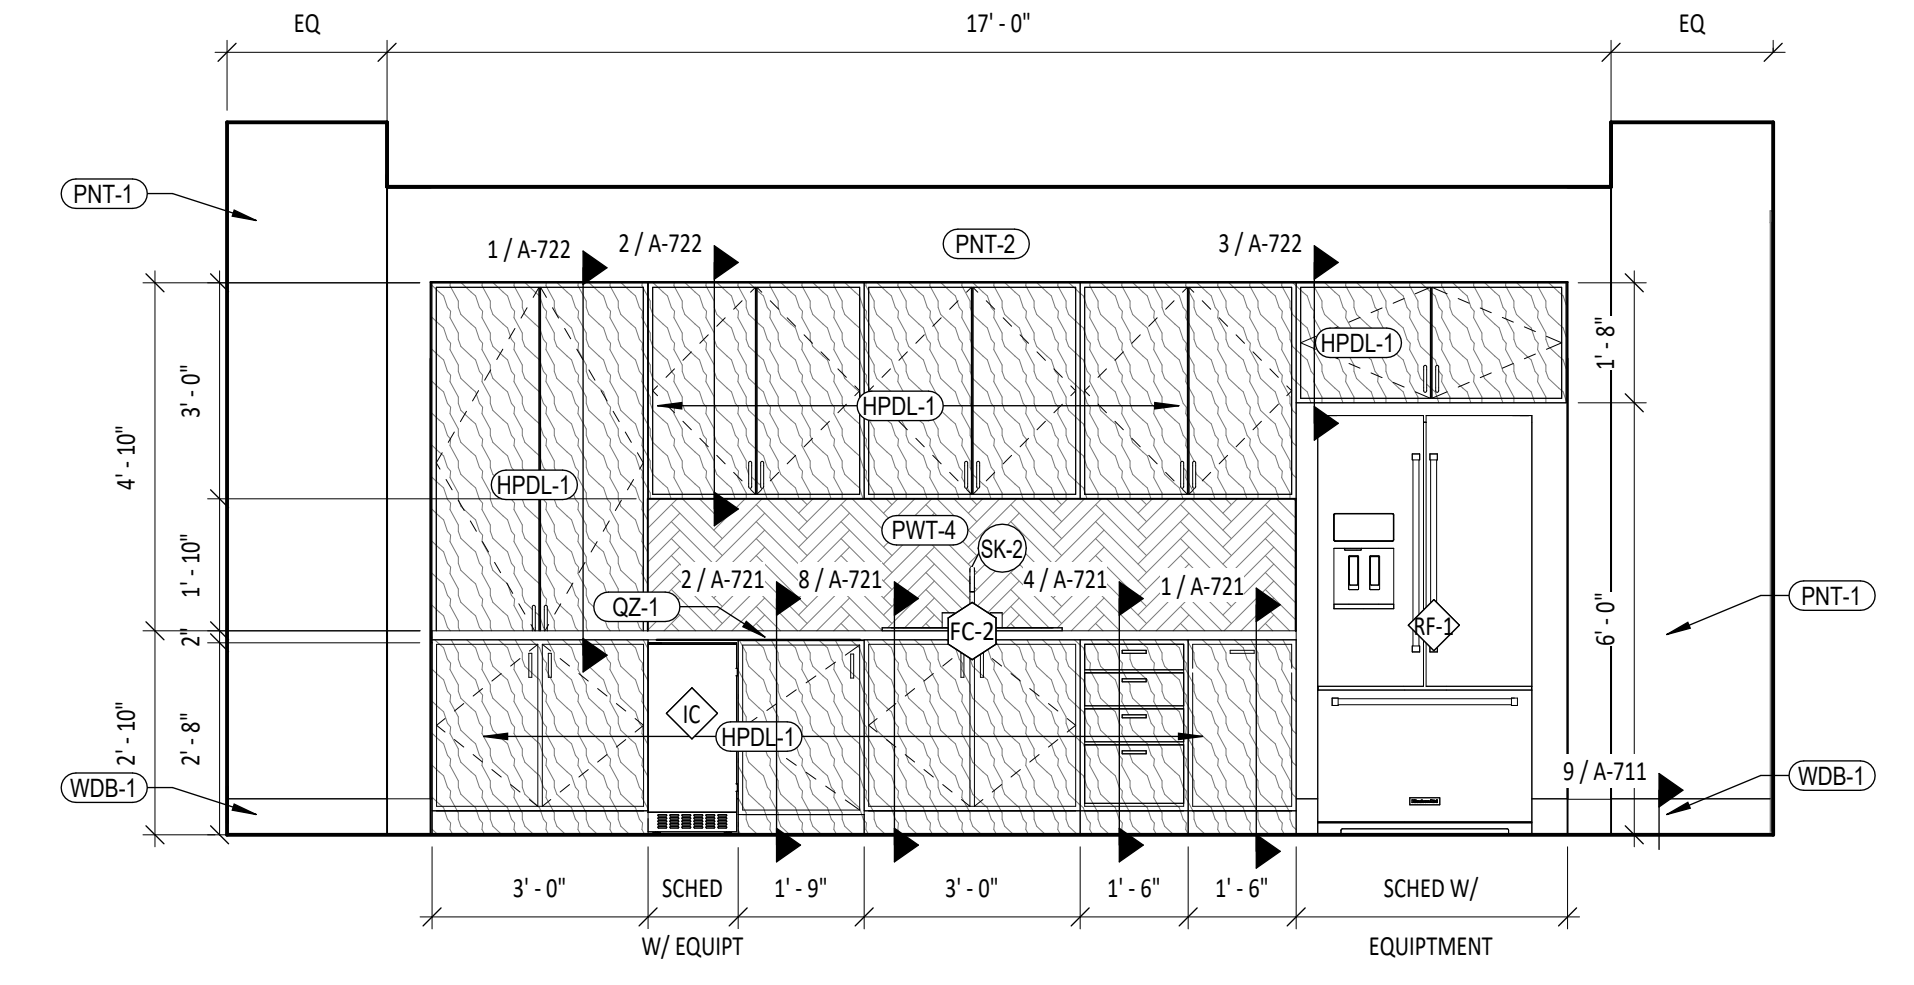 EQ
17' - 0"
EQ
PNT-1
1 / A-722
2 / A-722
PNT-2
3 / A-722
HPDL-1
1' - 8"
3' - 0"
4' - 10"
HPDL-1
HPDL-1
PWT-4
SK-2
1' - 10"
2 / A-721
8 / A-721
4 / A-721
1 / A-721
QZ-1
FC-2
RF-1
6' - 0"
PNT-1
2"
IC
HPDL-1
2' - 10"
2' - 8"
WDB-1
9 / A-711
WDB-1
3' - 0"
SCHED
1' - 9"
3' - 0"
1' - 6"
1' - 6"
SCHED W/
W/ EQUIPT
EQUIPTMENT